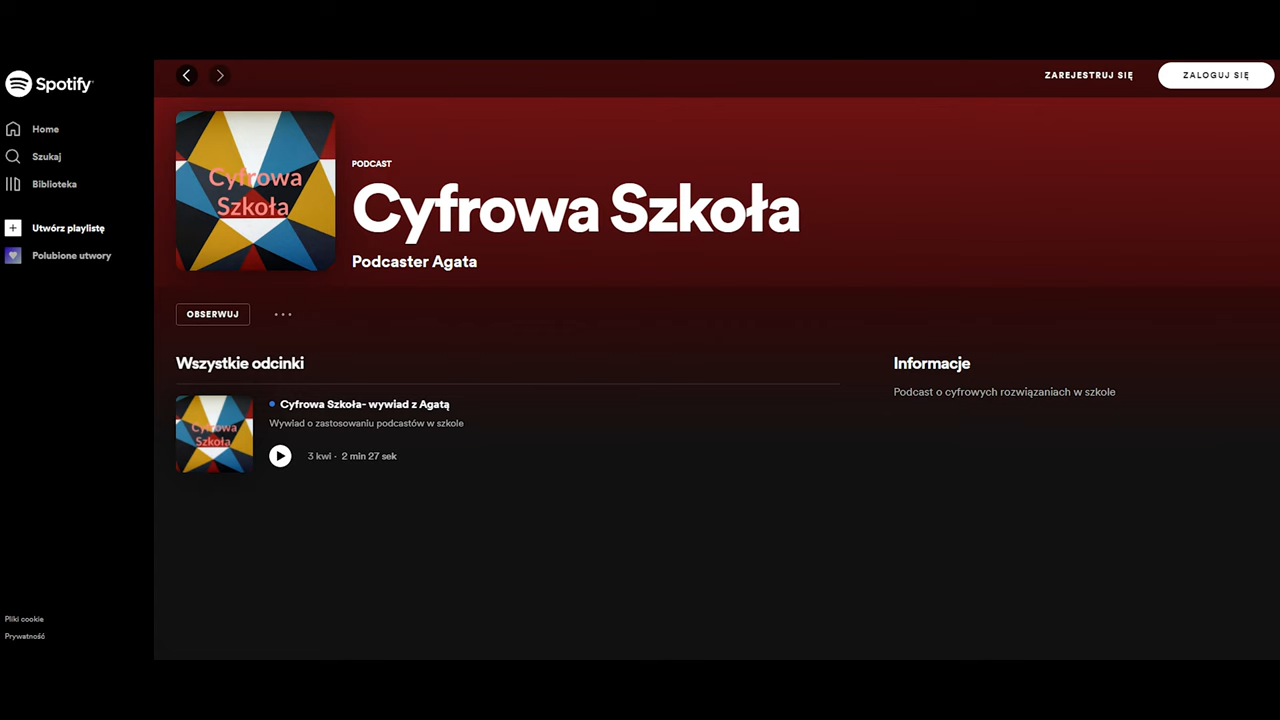 Spotify
Home
Szukaj
Biblioteka
Utwórz playlistę
Polubione utwory
Pliki cookie
Prywatność
ZAREJESTRUJ SIĘ
ZALOGUJ SIĘ
Cyfrowa
Szkoła
PODCAST
Cyfrowa Szkoła
Podcaster Agata
OBSERWUJ
Wszystkie odcinki
Cyfrowa
Szkoła
Cyfrowa Szkoła- wywiad z Agatą
Wywiad o zastosowaniu podcastów w szkole
3 kwi · 2 min 27 sek
Informacje
Podcast o cyfrowych rozwiązaniach w szkole